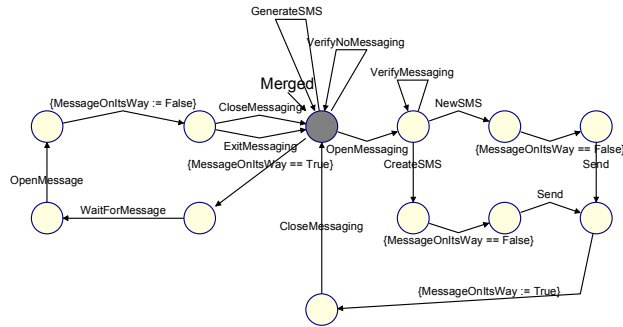 GenerateSMS
VerifyNoMessaging
VerifyMessaging
Merged
{MessageOnItsWay := False}
CloseMessaging
NewSMS
ExitMessaging
OpenMessaging
{MessageOnItsWay == False}
{MessageOnItsWay == True}
CreateSMS
Send
OpenMessage
WaitForMessage
Send
CloseMessaging
{MessageOnItsWay == False}
{MessageOnItsWay := True}